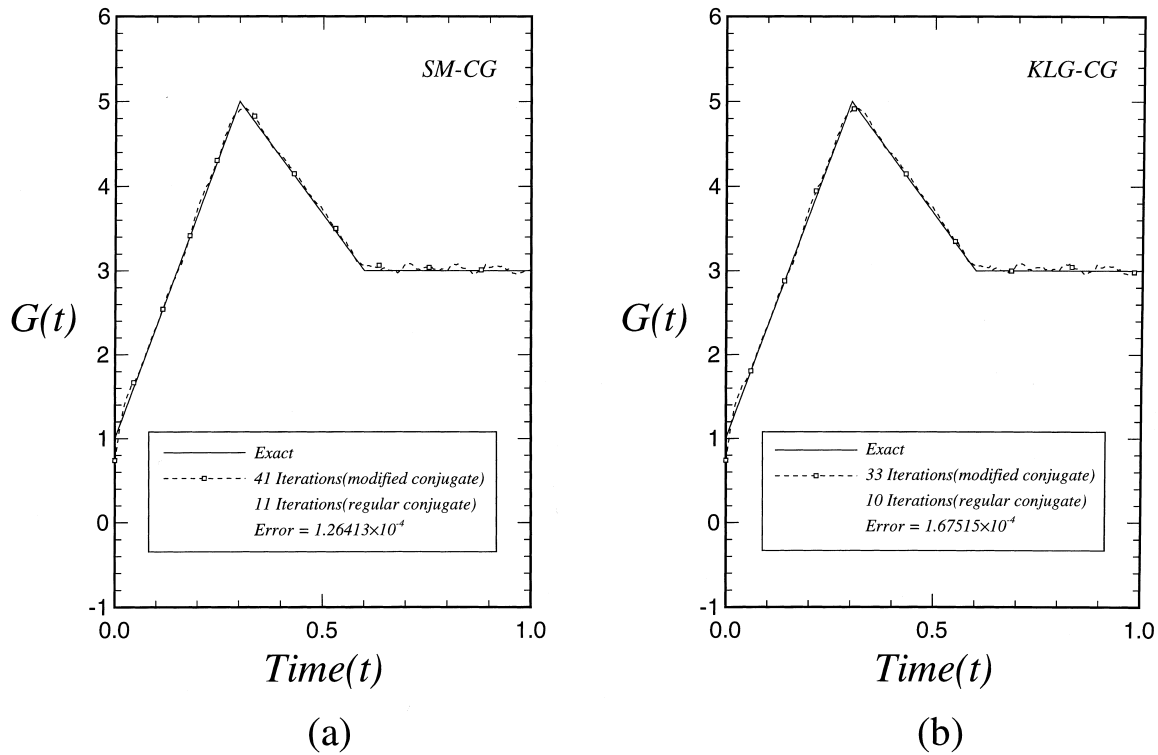 6
5
4
3
2
1
0
-1
G(t)
SM-CG
Exact
41 Iterations(modified conjugate)
11 Iterations(regular conjugate)
Error = 1.26413×10⁻⁴
0.0 0.5 1.0
Time(t)
(a)
6
5
4
3
2
1
0
-1
G(t)
KLG-CG
Exact
33 Iterations(modified conjugate)
10 Iterations(regular conjugate)
Error = 1.67515×10⁻⁴
0.0 0.5 1.0
Time(t)
(b)